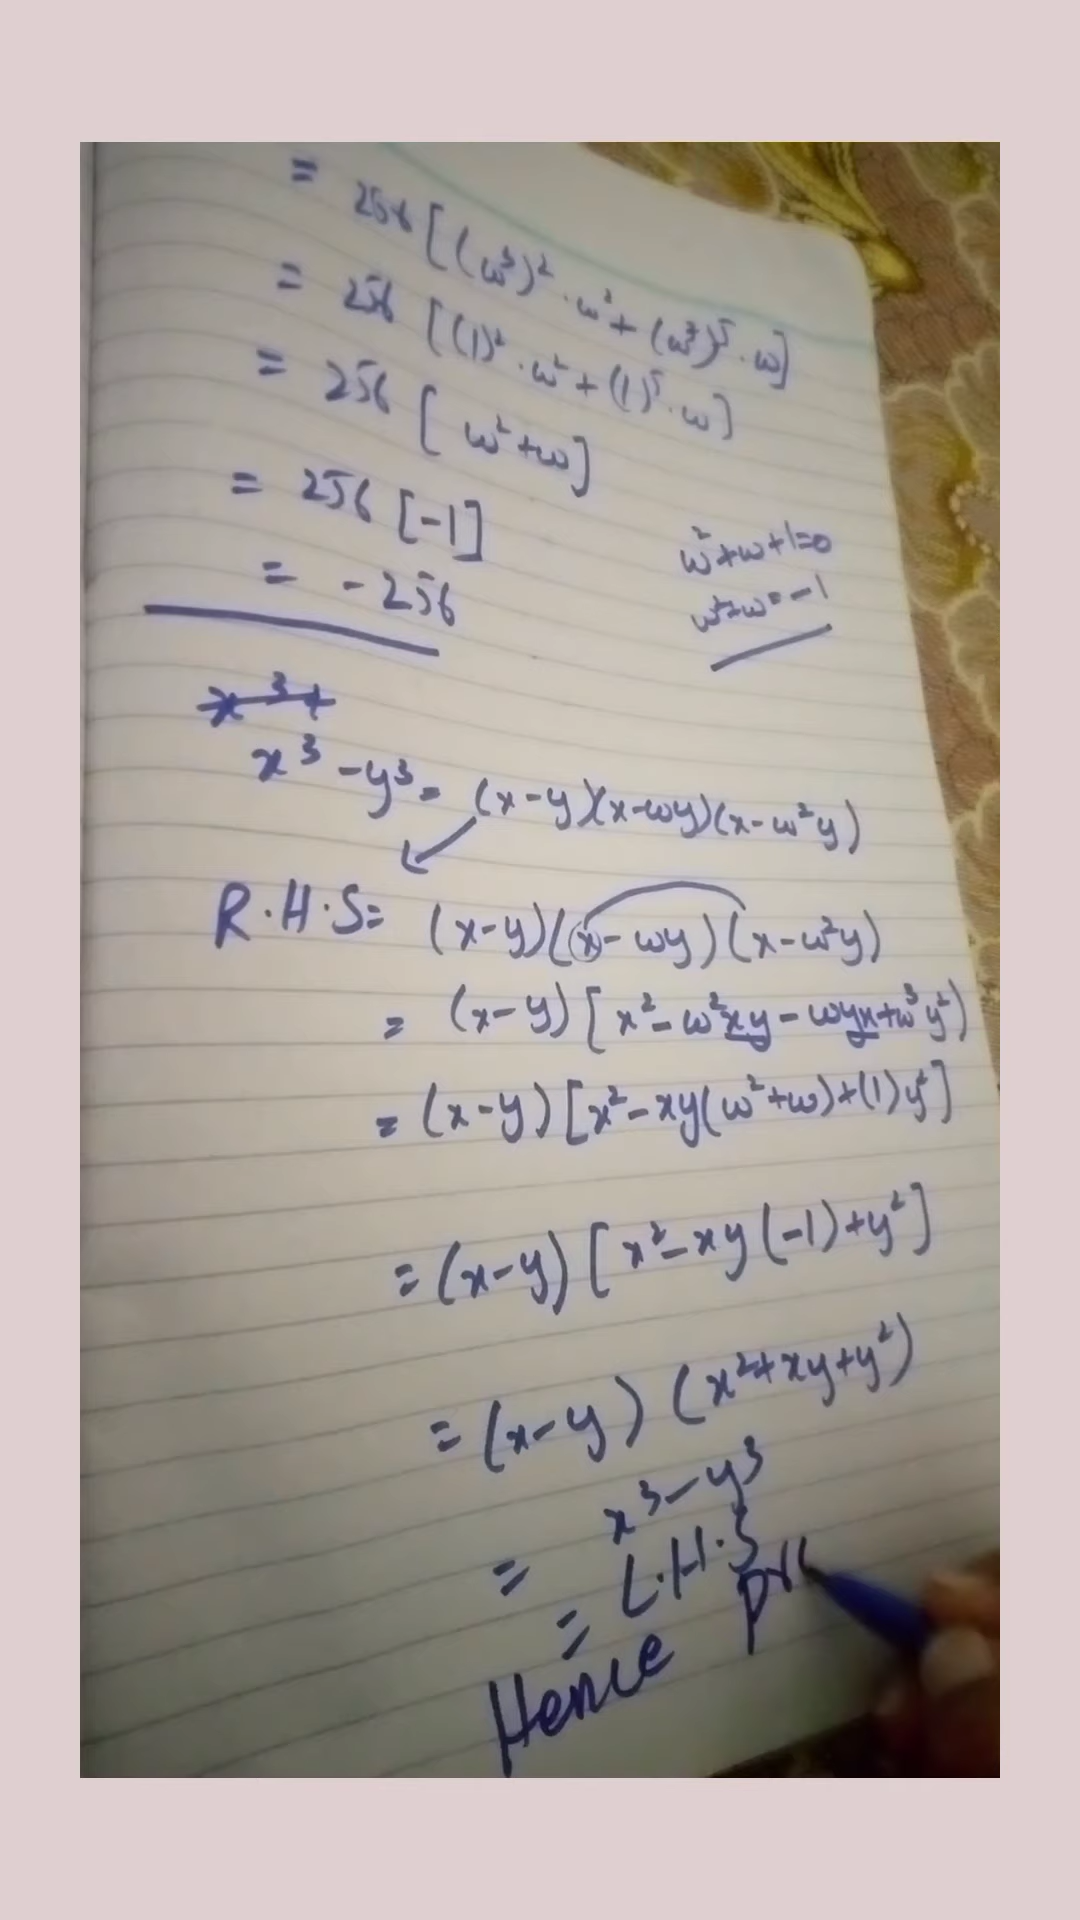 = 256 [(ω³)² · ω² + (ω³)⁵ · ω]
= 256 [(1)² · ω² + (1)⁵ · ω]
= 256 [ω² + ω]
= 256 [-1]
= - 256
ω² + ω + 1 = 0
ω² + ω = - 1
x³ - y³ = (x - y)(x - ωy)(x - ω²y)
R.H.S = (x - y)(x - ωy)(x - ω²y)
= (x - y) [x² - ω²xy - ωyx + ω³y²)
= (x - y) [x² - xy(ω² + ω) + (1) y²]
= (x - y) [x² - xy (-1) + y²]
= (x - y) (x² + xy + y²)
= x³ - y³
= L.H.S
Hence pr